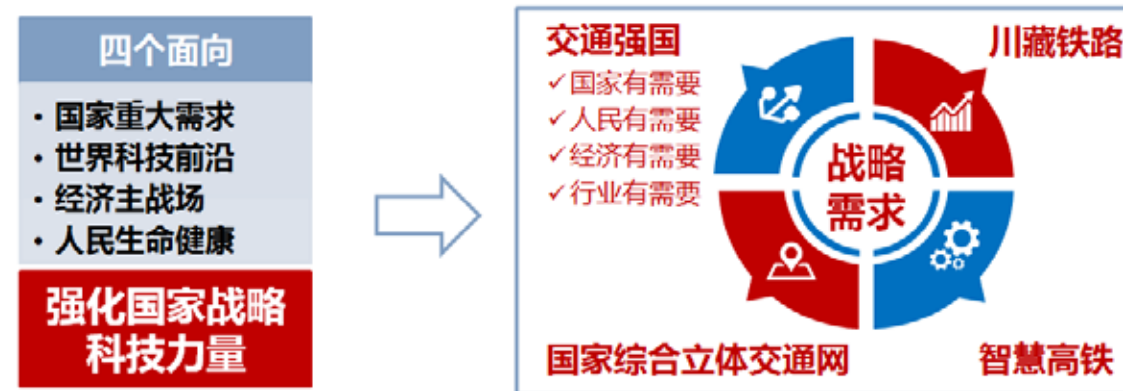 四个面向
• 国家重大需求
• 世界科技前沿
• 经济主战场
• 人民生命健康
强化国家战略
科技力量
交通强国
✓国家有需要
✓人民有需要
✓经济有需要
✓行业有需要
川藏铁路
战略
需求
国家综合立体交通网
智慧高铁